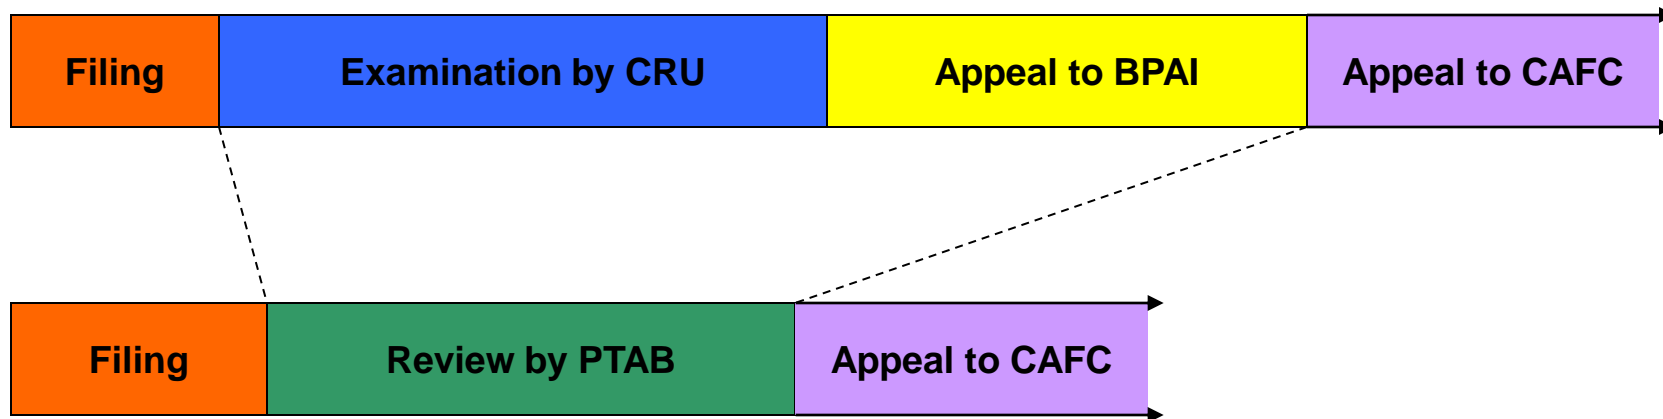 Filing
Examination by CRU
Appeal to BPAI
Appeal to CAFC
Filing
Review by PTAB
Appeal to CAFC